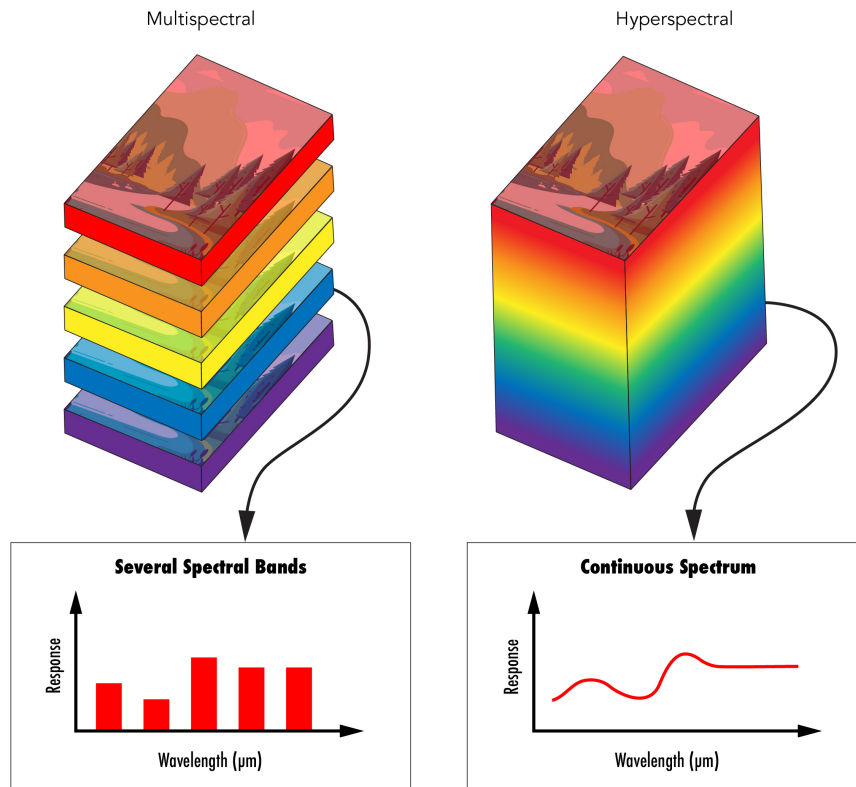 Multispectral
Hyperspectral
Several Spectral Bands
Response
Wavelength (µm)
Continuous Spectrum
Response
Wavelength (µm)